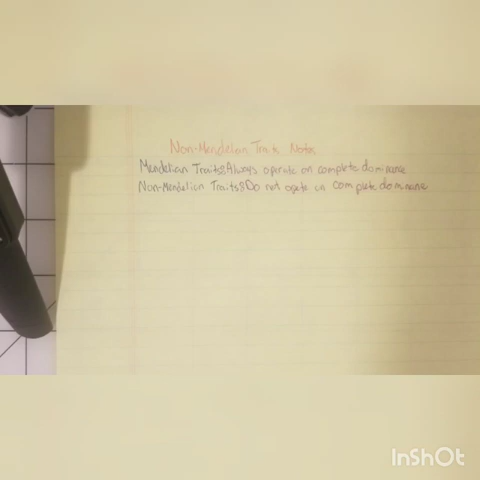 Non-Mendelian Traits Notes
Mendelian Traits: Always operate on complete dominance
Non-Mendelian Traits: Do not operate on complete dominance
InShOt